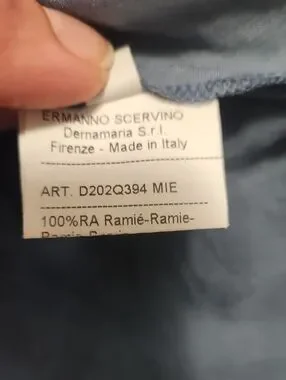 ERMANNO SCERVINO
Dernamaria S.r.l.
Firenze - Made in Italy
ART. D202Q394 MIE
100%RA Ramié-Ramie-